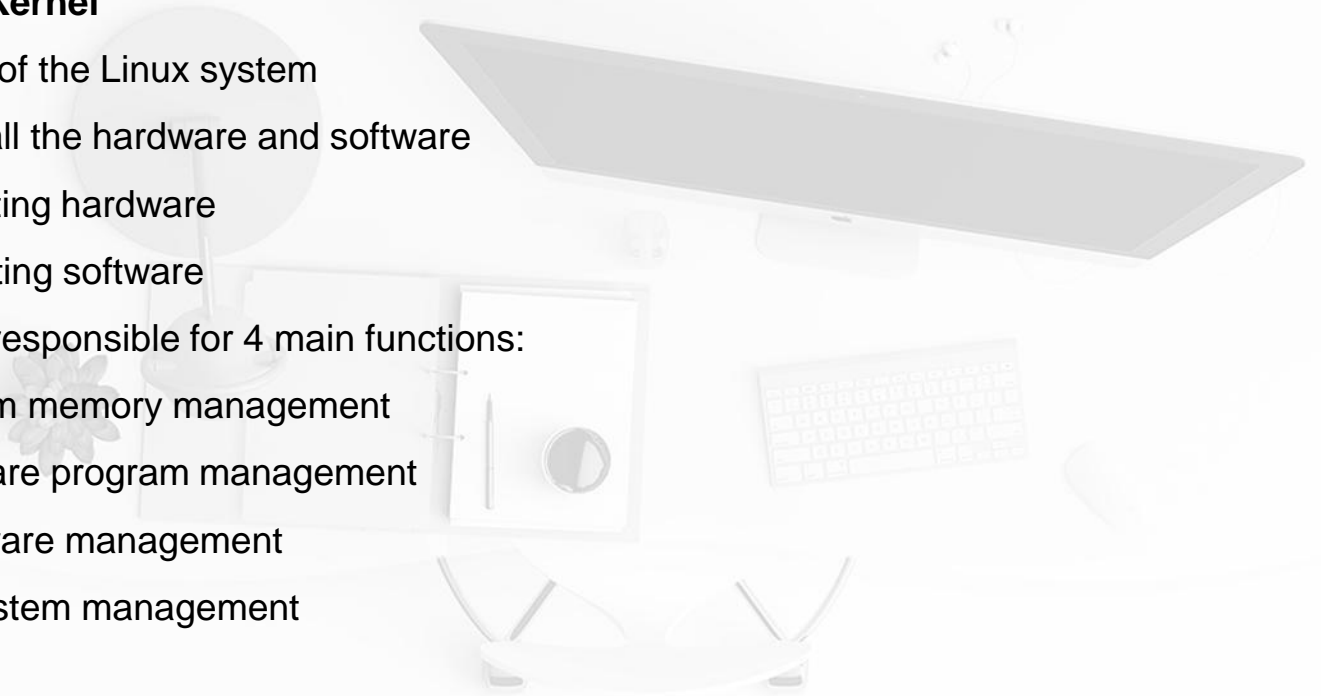 Kernel
of the Linux system
all the hardware and software
ting hardware
ting software
responsible for 4 main functions:
m memory management
are program management
are management
stem management